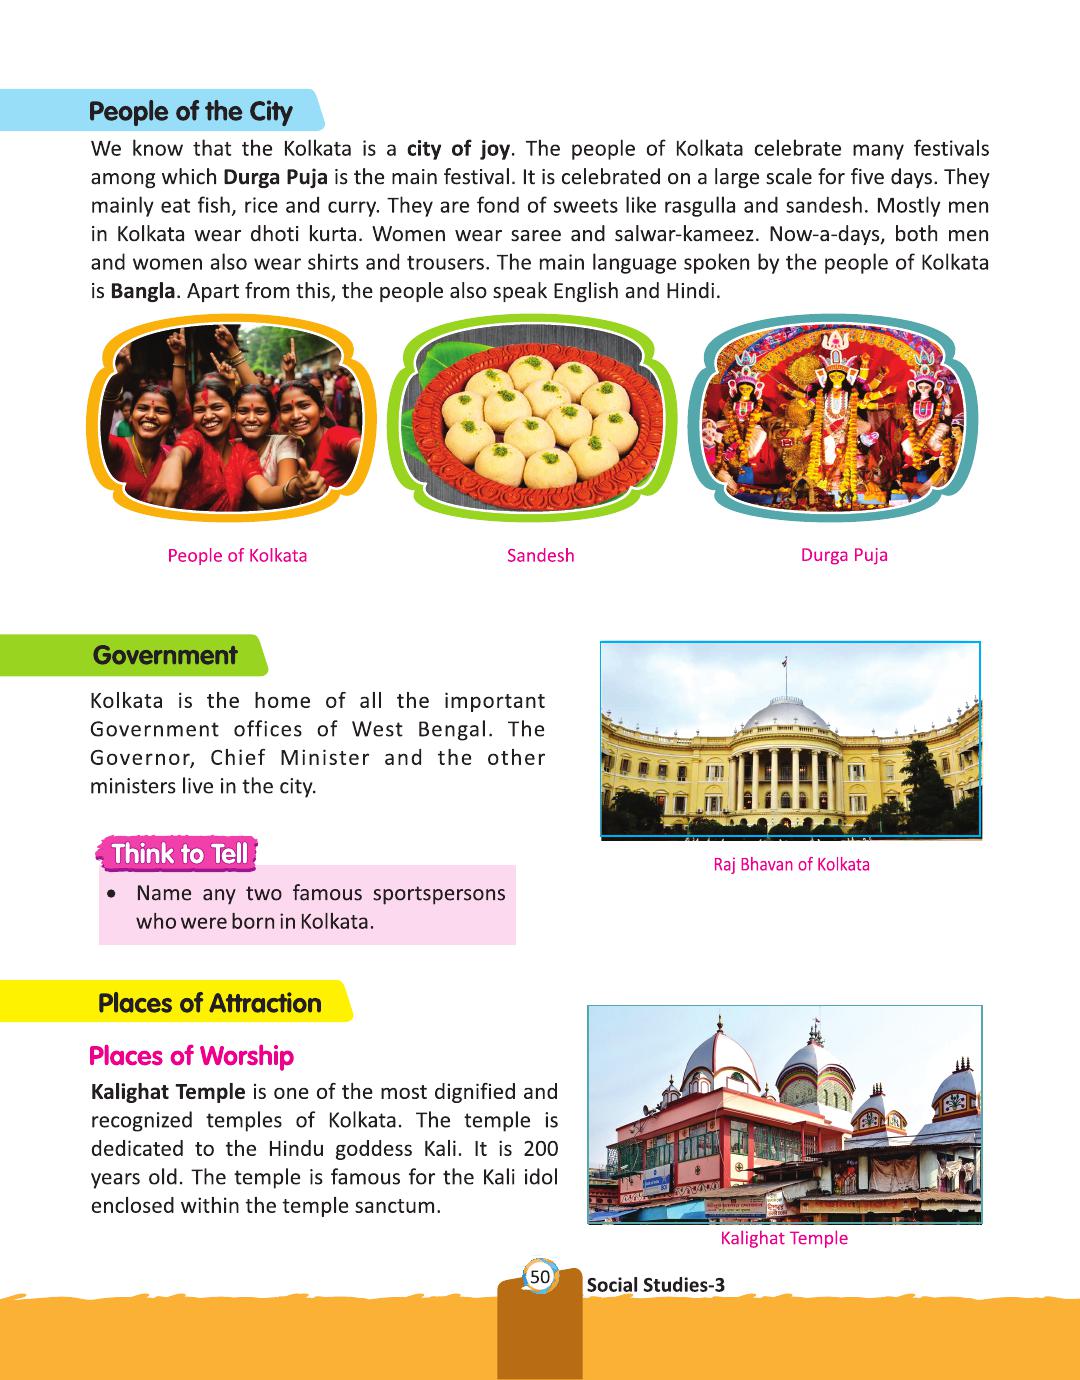 People of the City
We know that the Kolkata is a city of joy. The people of Kolkata celebrate many festivals
among which Durga Puja is the main festival. It is celebrated on a large scale for five days. They
mainly eat fish, rice and curry. They are fond of sweets like rasgulla and sandesh. Mostly men
in Kolkata wear dhoti kurta. Women wear saree and salwar-kameez. Now-a-days, both men
and women also wear shirts and trousers. The main language spoken by the people of Kolkata
is Bangla. Apart from this, the people also speak English and Hindi.
People of Kolkata
Sandesh
Durga Puja
Government
Kolkata is the home of all the important
Government offices of West Bengal. The
Governor, Chief Minister and the other
ministers live in the city.
Raj Bhavan of Kolkata
Think to Tell
• Name any two famous sportspersons
who were born in Kolkata.
Places of Attraction
Places of Worship
Kalighat Temple is one of the most dignified and
recognized temples of Kolkata. The temple is
dedicated to the Hindu goddess Kali. It is 200
years old. The temple is famous for the Kali idol
enclosed within the temple sanctum.
Kalighat Temple
50
Social Studies-3